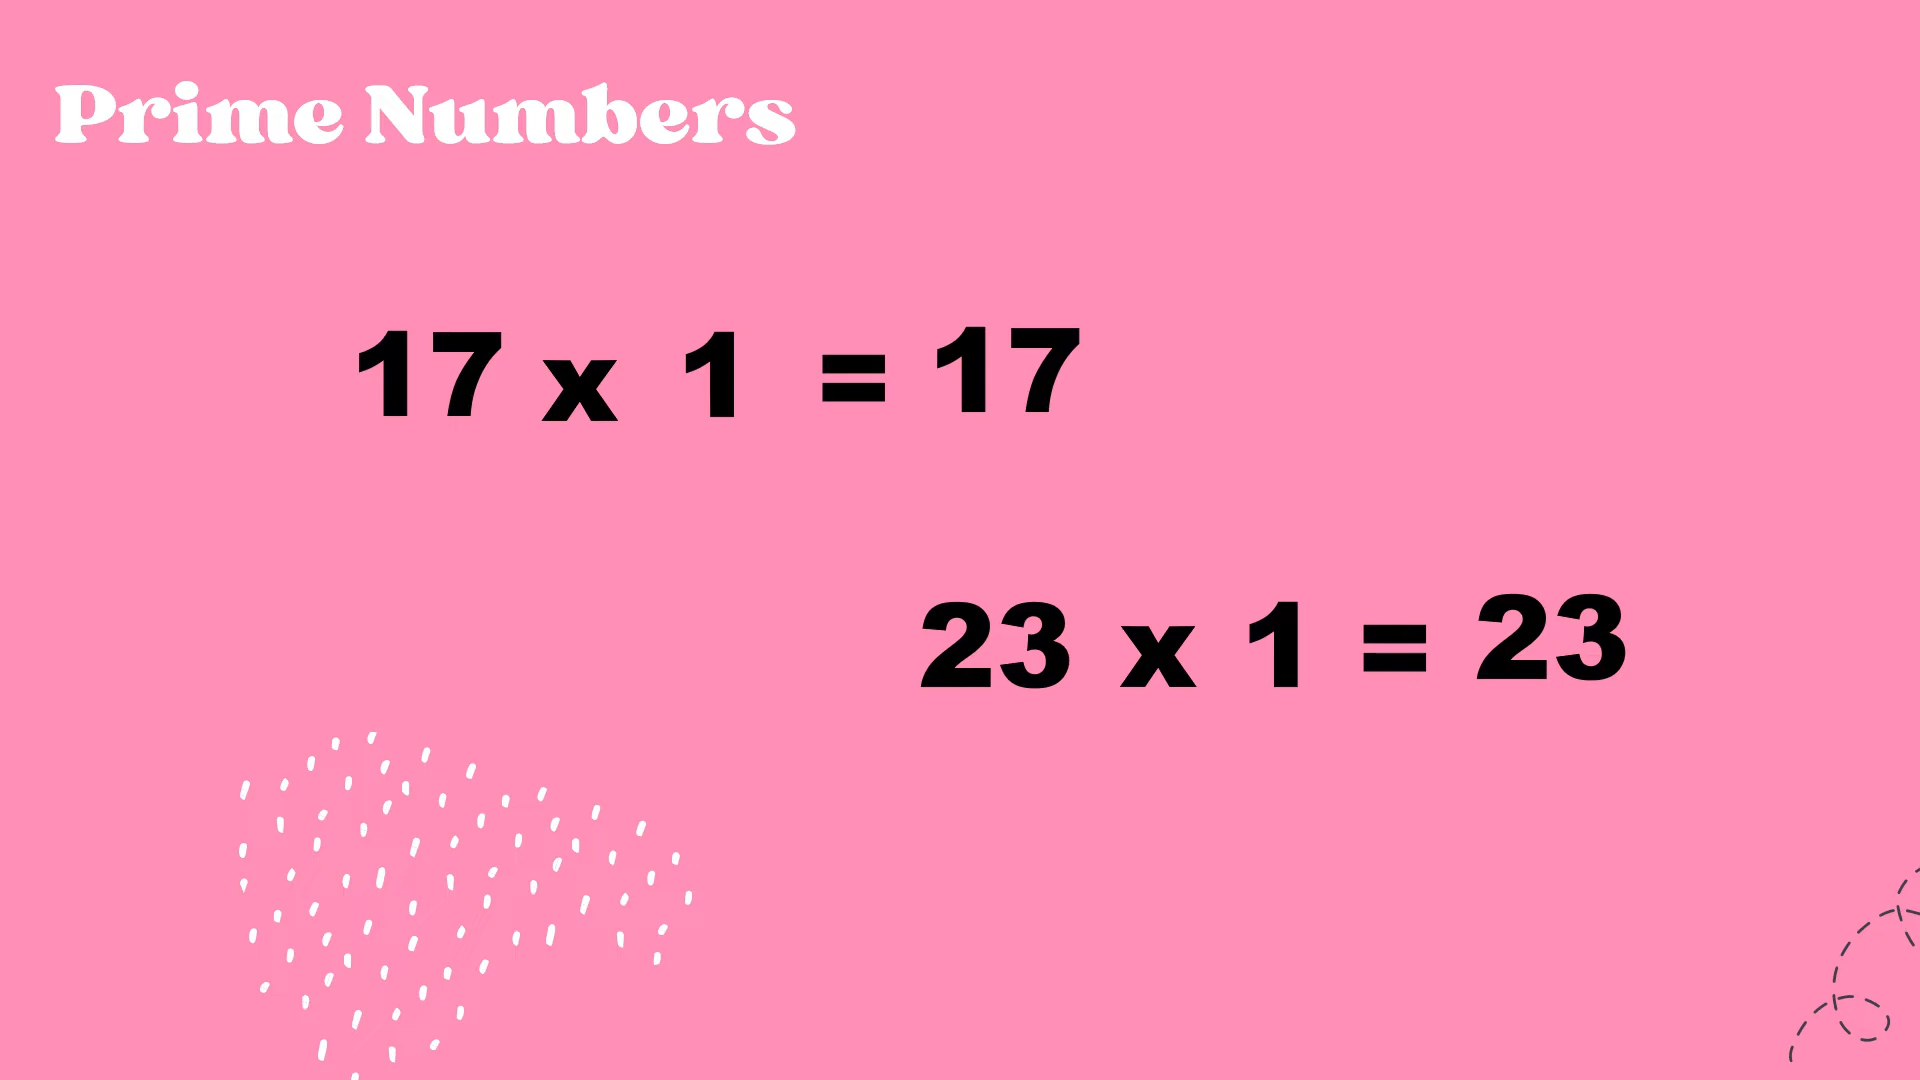 Prime Numbers
17 x 1 = 17
23 x 1 = 23